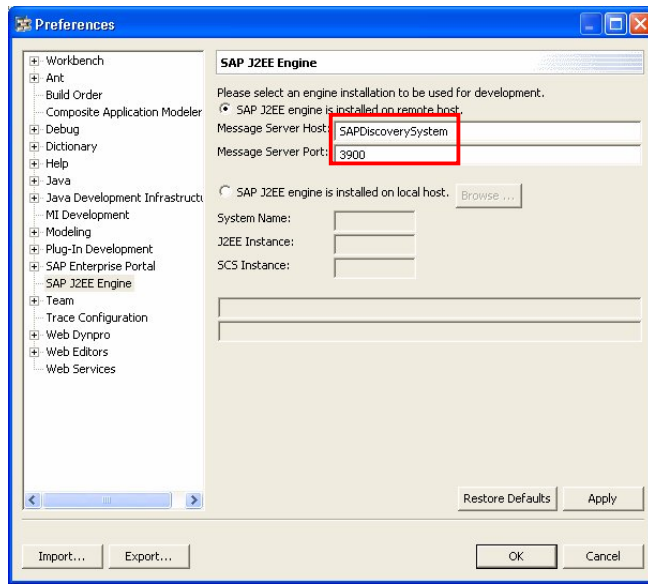 Preferences
Workbench
Ant
Build Order
Composite Application Modeler
Debug
Dictionary
Help
Java
Java Development Infrastructu
MI Development
Modeling
Plug-In Development
SAP Enterprise Portal
SAP J2EE Engine
Team
Trace Configuration
Web Dynpro
Web Editors
Web Services
SAP J2EE Engine
Please select an engine installation to be used for development.
SAP J2EE engine is installed on remote host.
Message Server Host: SAPDiscoverySystem
Message Server Port: 3900
SAP J2EE engine is installed on local host. Browse ...
System Name:
J2EE Instance:
SCS Instance:
Restore Defaults Apply
Import... Export... OK Cancel